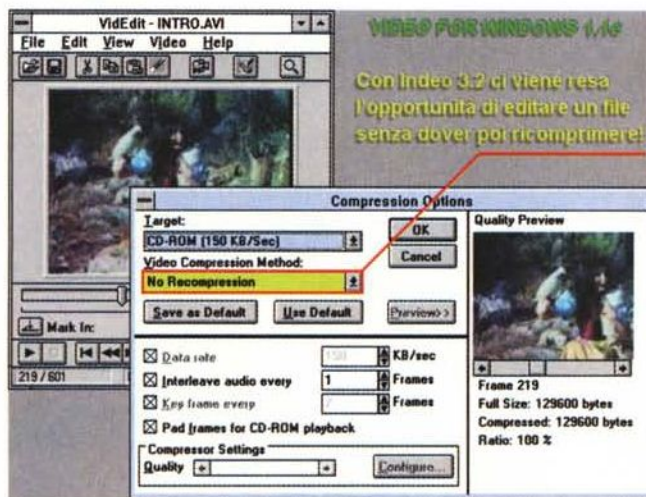 VidEdit - INTRO.AVI
File Edit View Video Help
VIDEO FOR WINDOWS 1.1e
Con Indeo 3.2 ci viene resa
l'opportunità di editare un file
senza dover poi ricomprimere!
Mark In:
219 / 601
Compression Options
Target:
CD-ROM (150 KB/Sec)
Video Compression Method:
No Recompression
Save as Default
Use Default
OK
Cancel
Preview>>
Data rate 150 KB/sec
Interleave audio every 1 Frames
Key frame every 7 Frames
Pad frames for CD-ROM playback
Compressor Settings
Quality
Configure...
Quality Preview
Frame 219
Full Size: 129600 bytes
Compressed: 129600 bytes
Ratio: 100 %